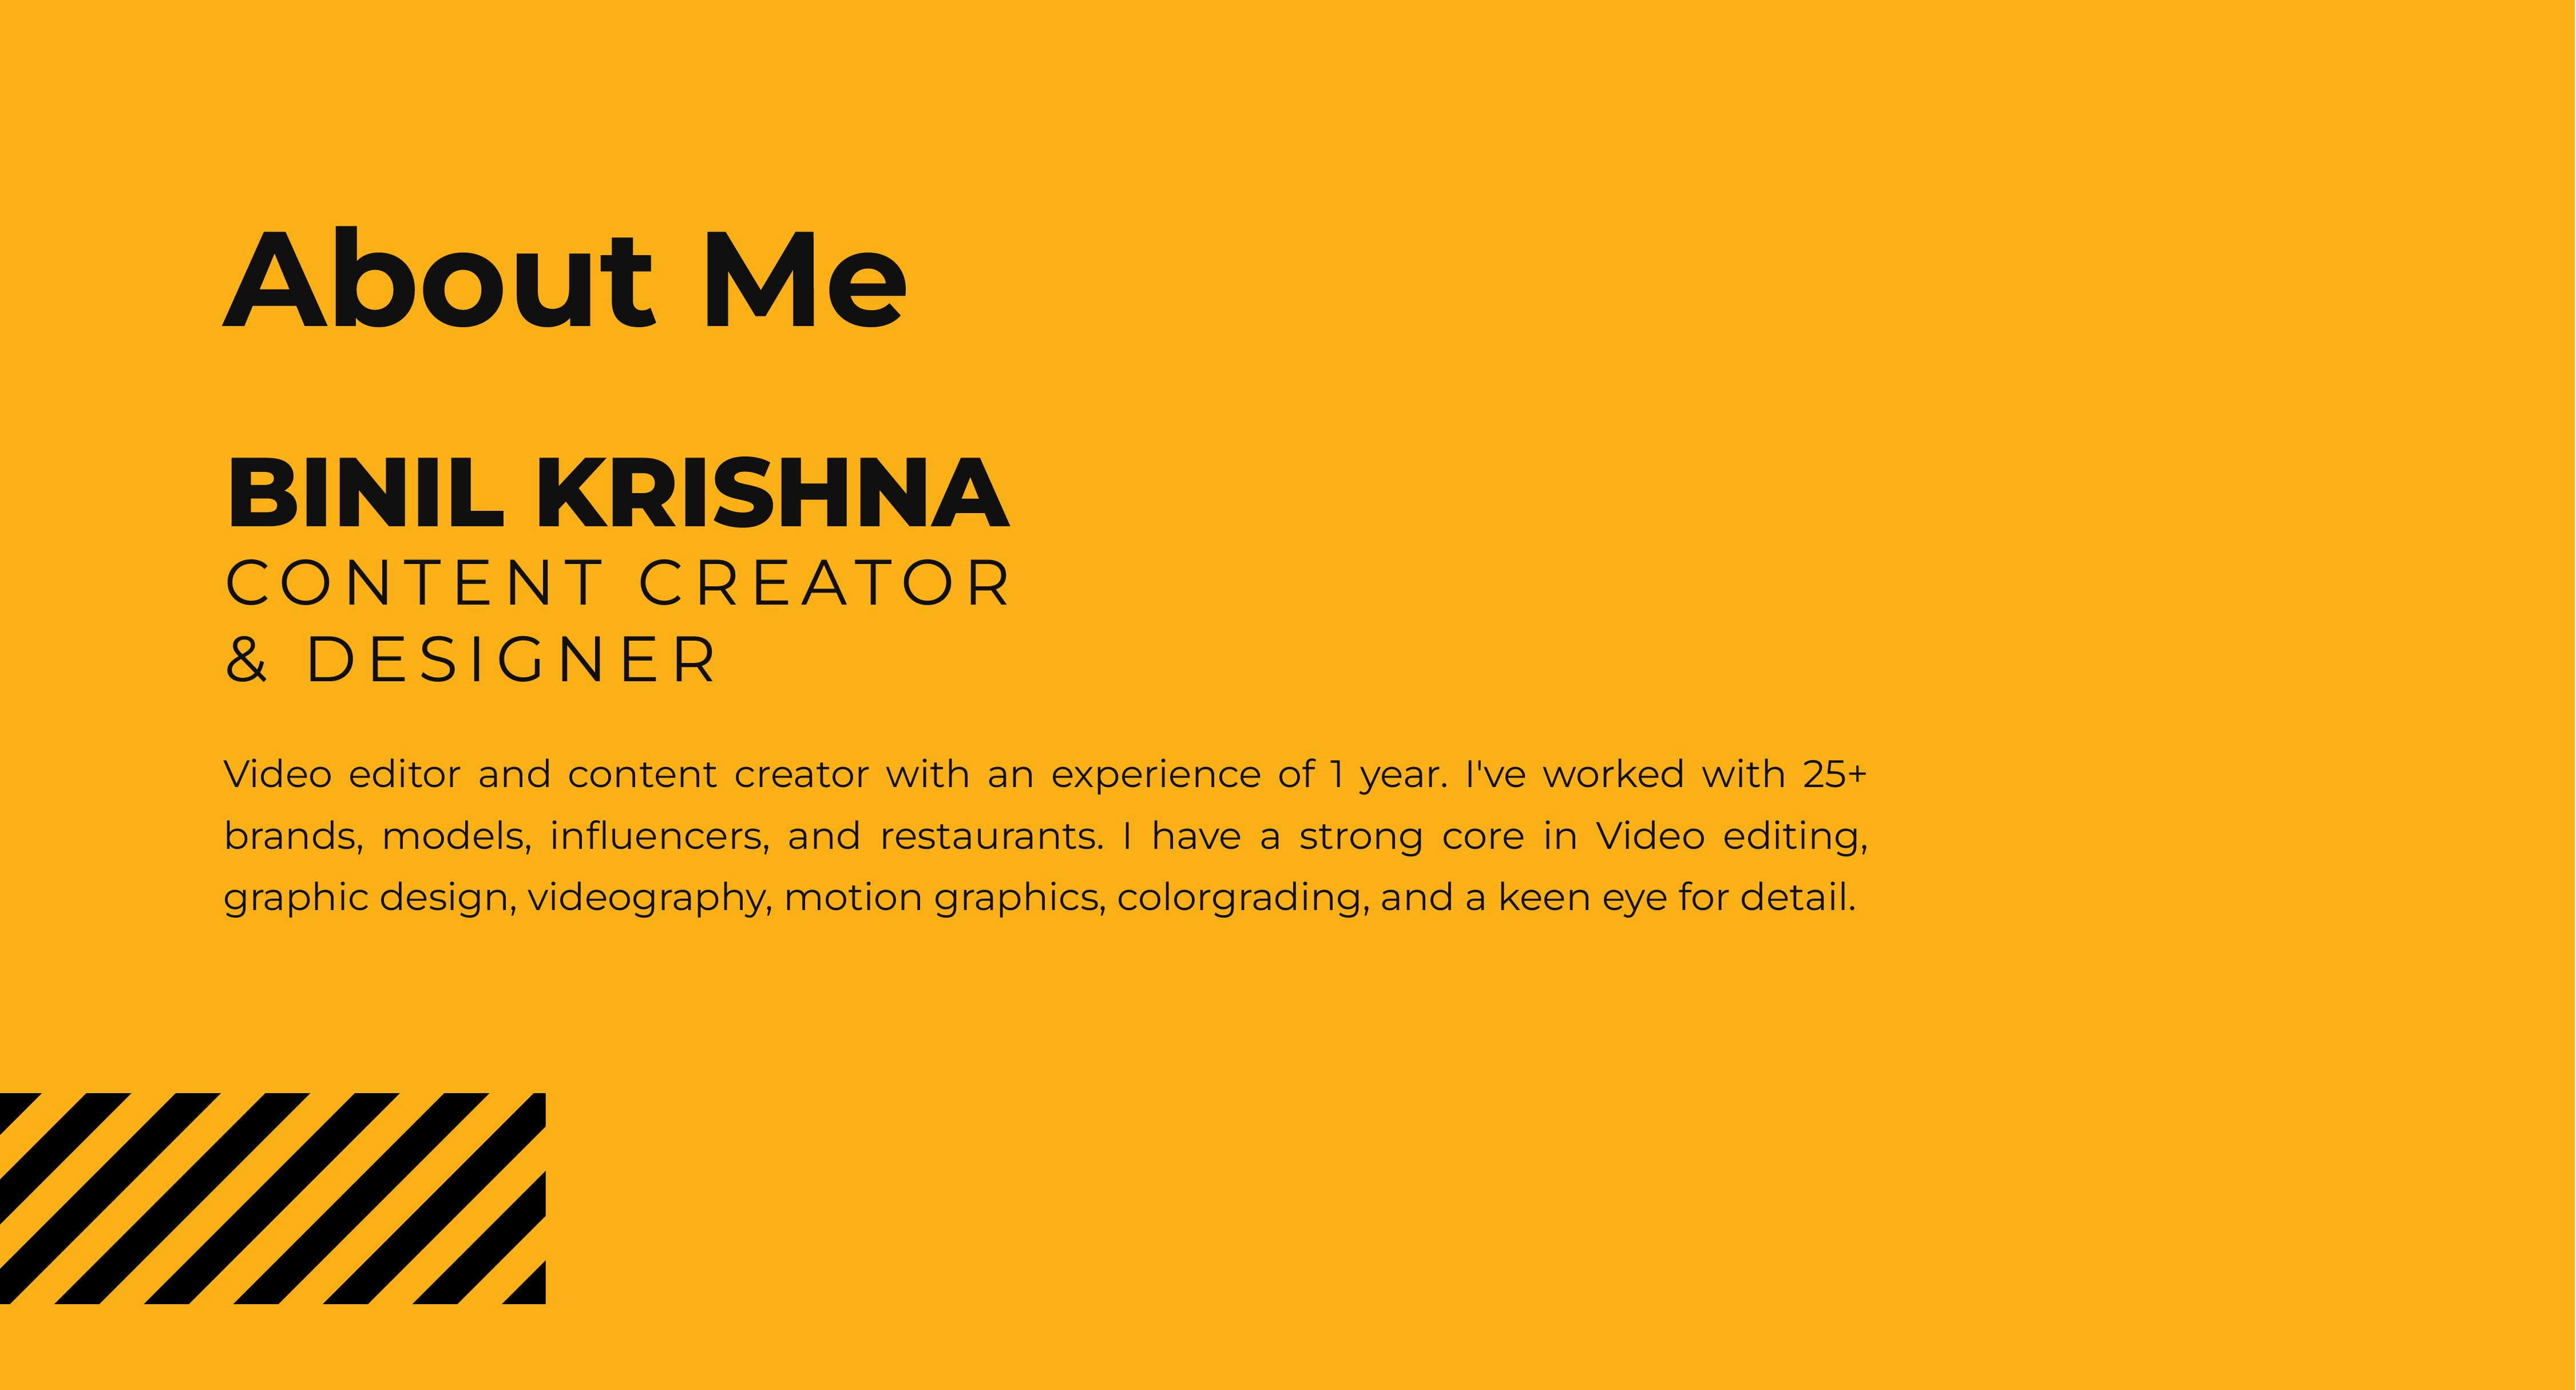 About Me
BINIL KRISHNA
CONTENT CREATOR
& DESIGNER
Video editor and content creator with an experience of 1 year. I've worked with 25+
brands, models, influencers, and restaurants. I have a strong core in Video editing,
graphic design, videography, motion graphics, colorgrading, and a keen eye for detail.